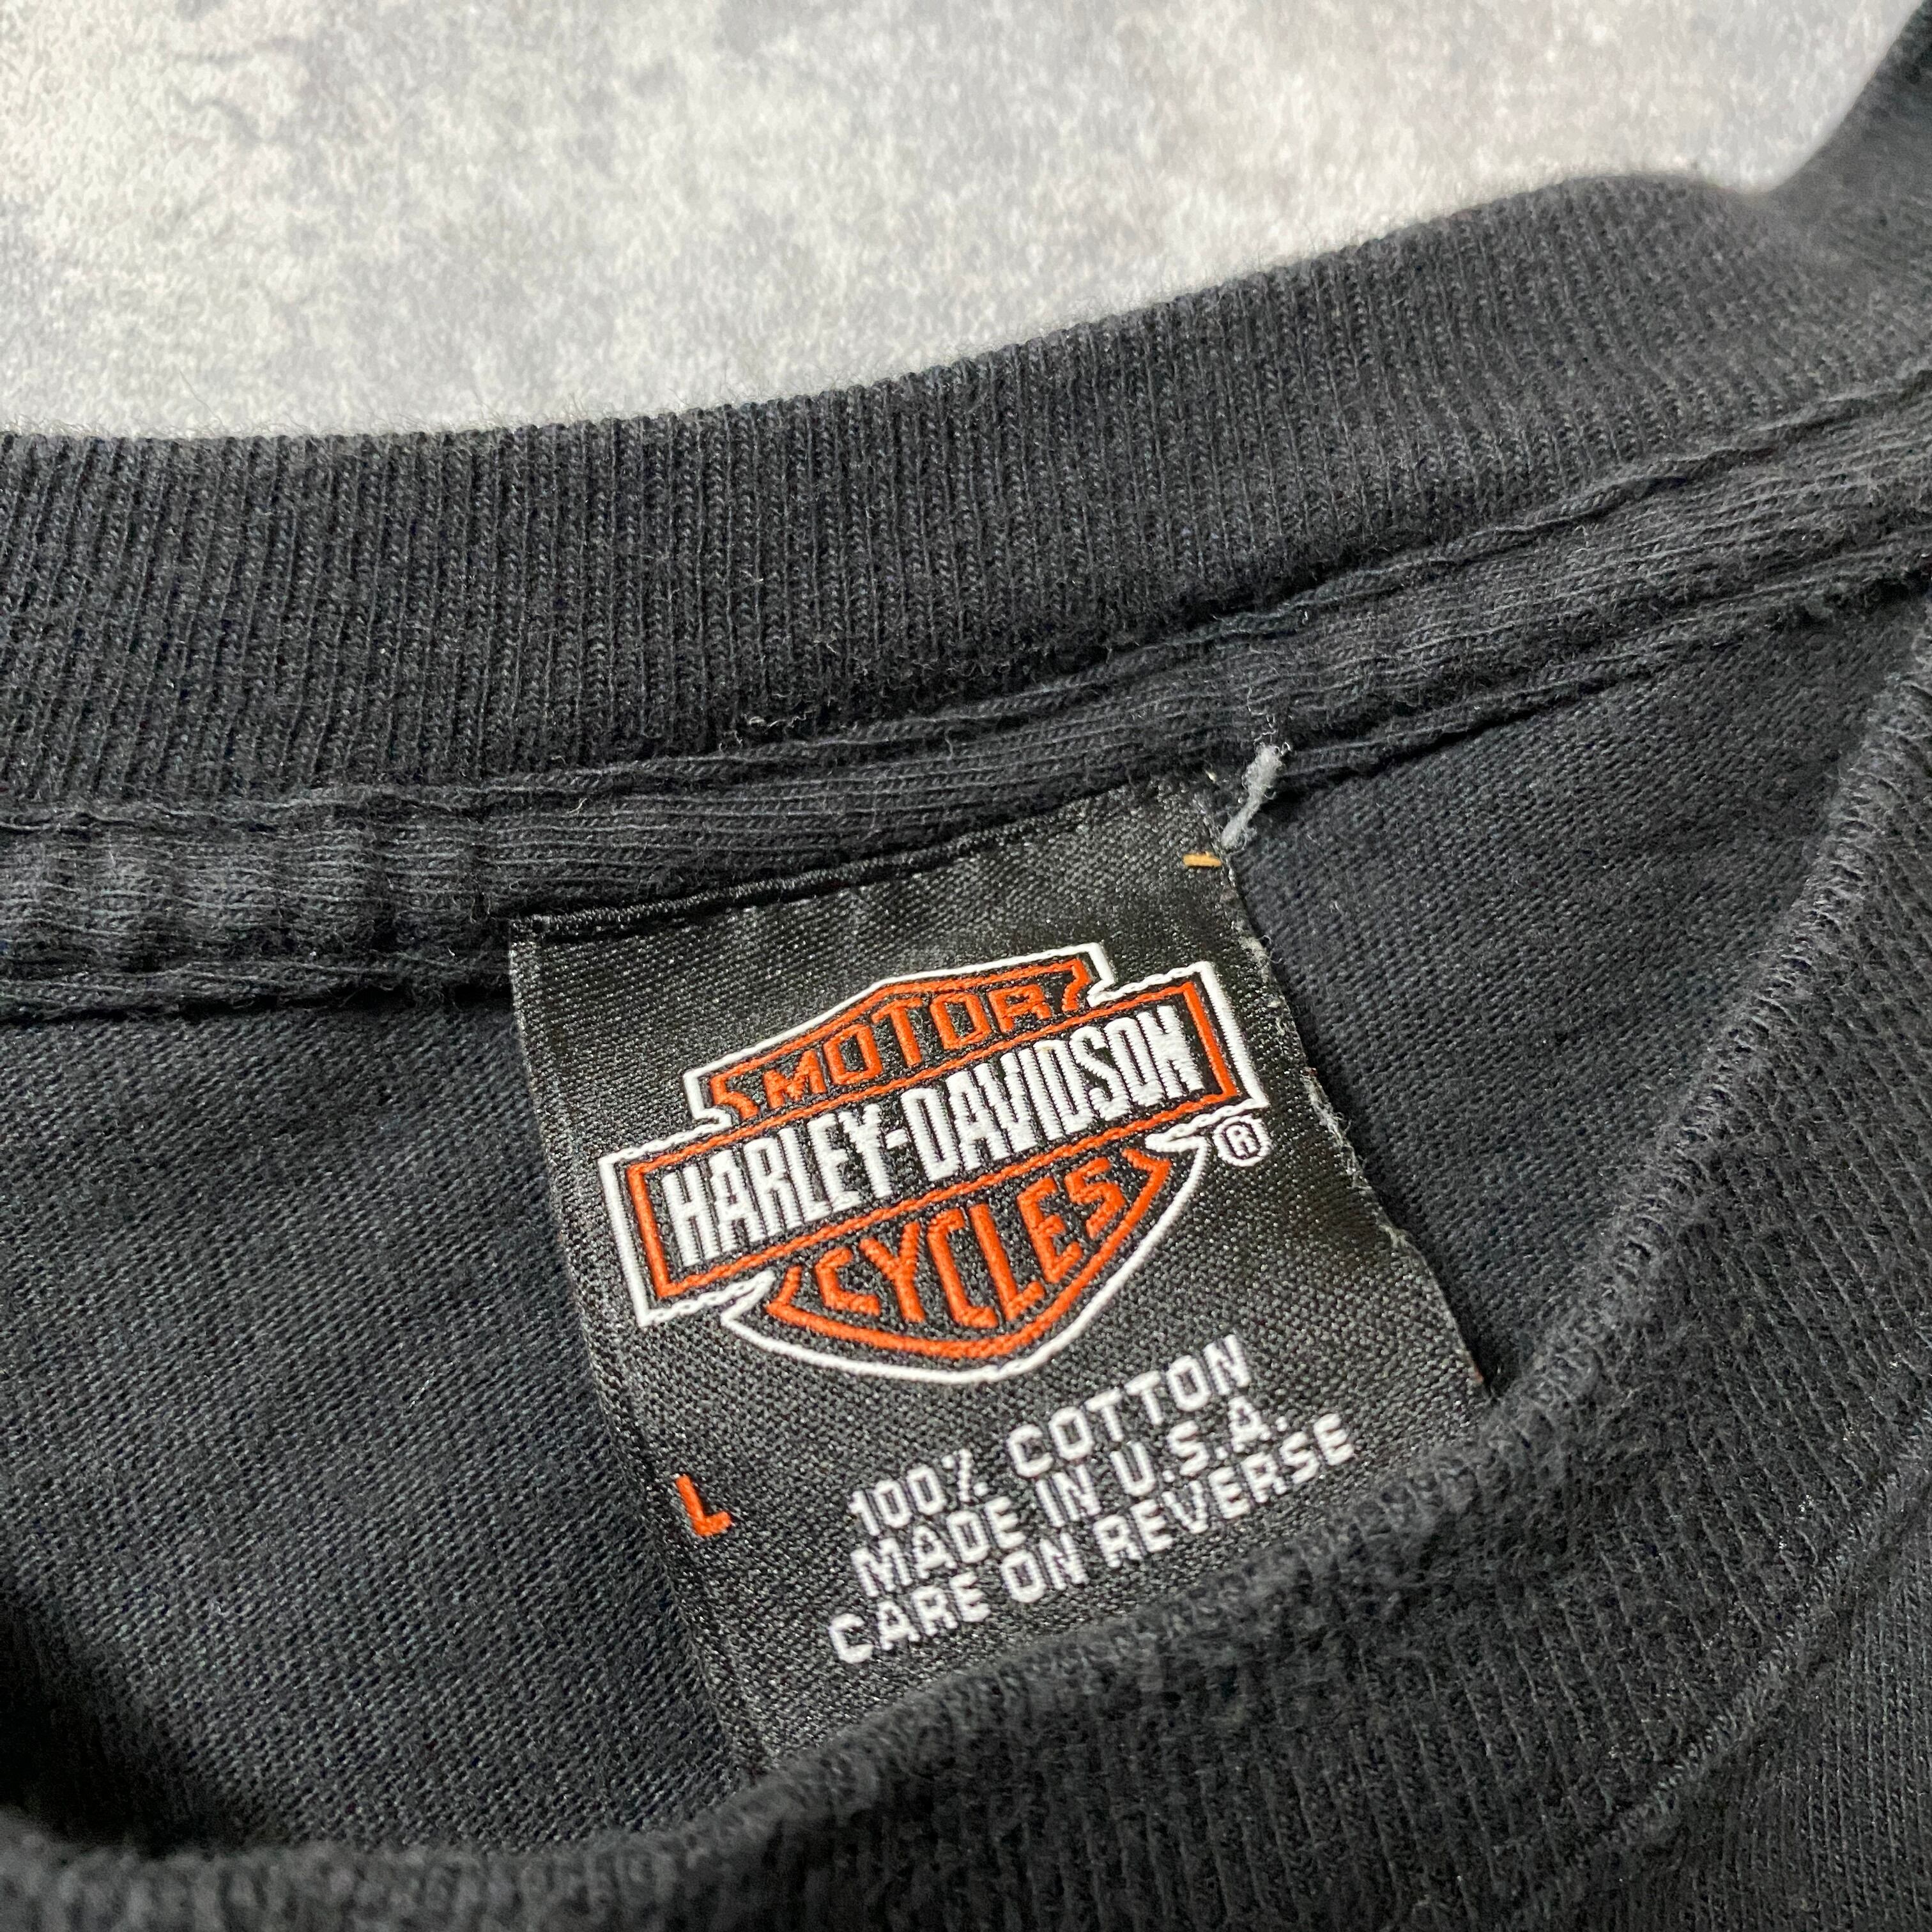 MOTOR
HARLEY-DAVIDSON
®
CYCLES
L
100% COTTON
MADE IN U.S.A.
CARE ON REVERSE